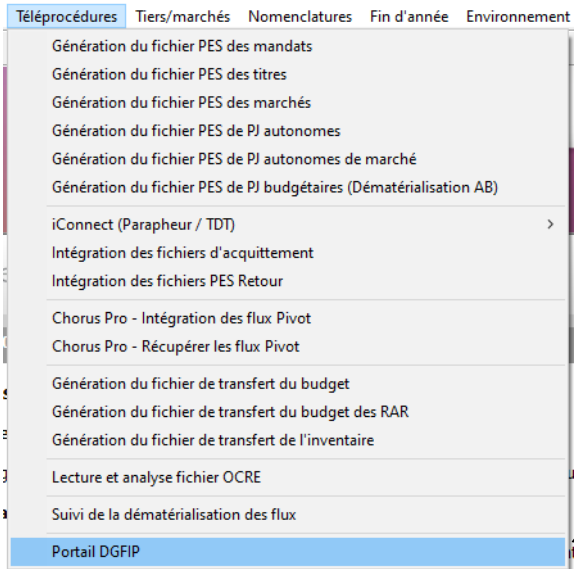 Téléprocédures Tiers/marchés Nomenclatures Fin d'année Environnement
Génération du fichier PES des mandats
Génération du fichier PES des titres
Génération du fichier PES des marchés
Génération du fichier PES de PJ autonomes
Génération du fichier PES de PJ autonomes de marché
Génération du fichier PES de PJ budgétaires (Dématérialisation AB)
iConnect (Parapheur / TDT)
Intégration des fichiers d'acquittement
Intégration des fichiers PES Retour
Chorus Pro - Intégration des flux Pivot
Chorus Pro - Récupérer les flux Pivot
Génération du fichier de transfert du budget
Génération du fichier de transfert du budget des RAR
Génération du fichier de transfert de l'inventaire
Lecture et analyse fichier OCRE
Suivi de la dématérialisation des flux
Portail DGFIP